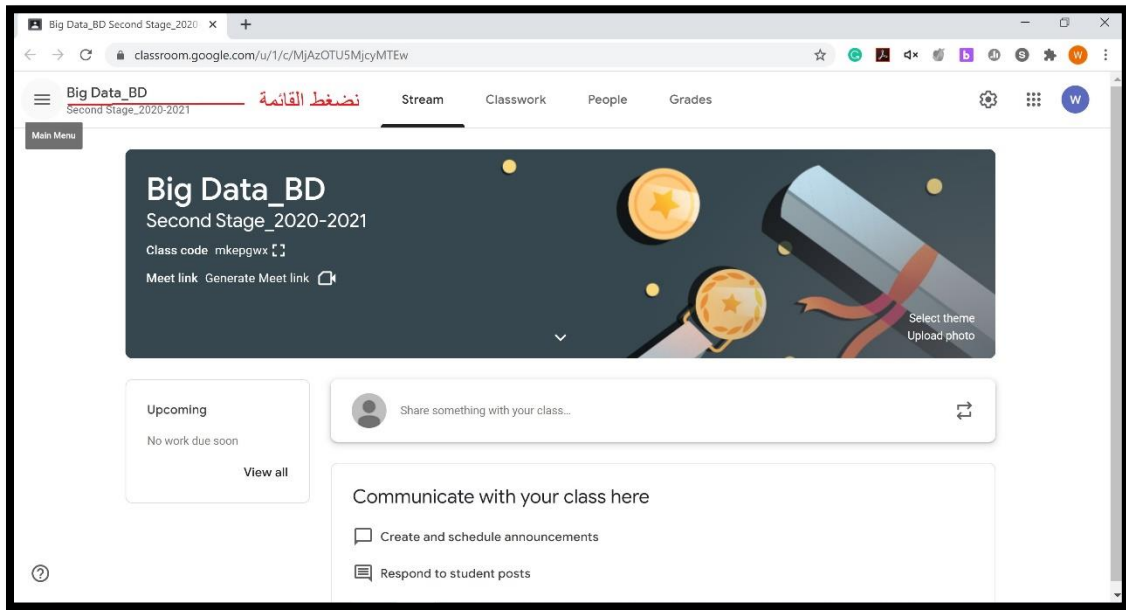 Big Data_BD Second Stage_2020
classroom.google.com/u/1/c/MjAzOTU5MjcyMTEw
Big Data_BD
Second Stage_2020-2021
نضغط القائمة
Stream Classwork People Grades
W
Main Menu
Big Data_BD
Second Stage_2020-2021
Class code mkepgwx
Meet link Generate Meet link
Select theme
Upload photo
Upcoming
No work due soon
View all
Share something with your class...
Communicate with your class here
Create and schedule announcements
Respond to student posts